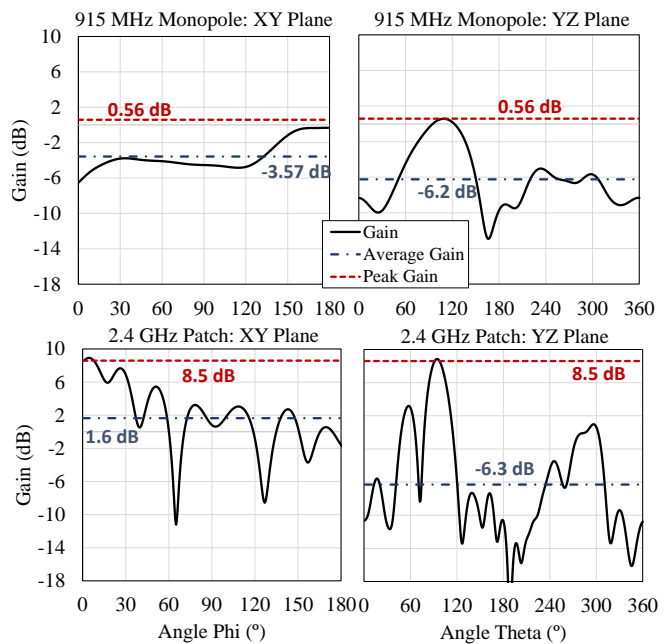 915 MHz Monopole: XY Plane
915 MHz Monopole: YZ Plane
Gain (dB)
10
6
2
-2
-6
-10
-14
-18
0.56 dB
-3.57 dB
0 30 60 90 120 150 180
0.56 dB
-6.2 dB
0 60 120 180 240 300 360
Gain
Average Gain
Peak Gain
2.4 GHz Patch: XY Plane
2.4 GHz Patch: YZ Plane
Gain (dB)
10
6
2
-2
-6
-10
-14
-18
8.5 dB
1.6 dB
0 30 60 90 120 150 180
Angle Phi (º)
8.5 dB
-6.3 dB
0 60 120 180 240 300 360
Angle Theta (º)